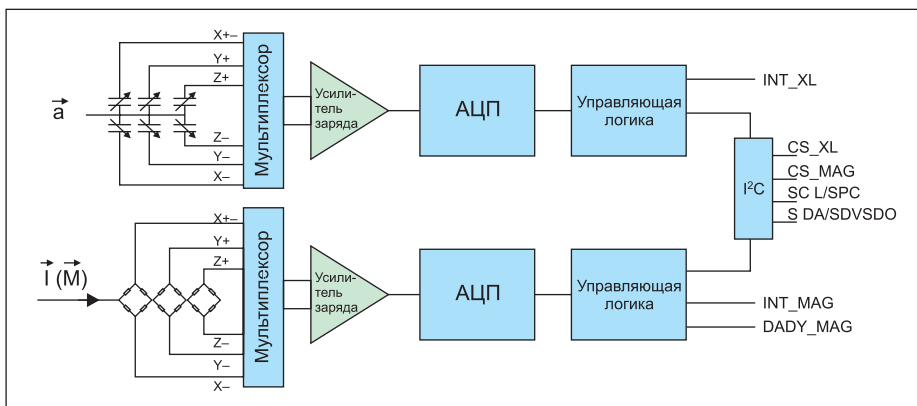 X+–
Y+
Z+
a
Z–
Y–
X–
Мультиплексор
Усили-
тель
заряда
АЦП
Управляющая
логика
INT_XL
I²C
CS_XL
CS_MAG
SC L/SPC
S DA/SDVSDO
X+–
Y+
Z+
I (M)
Z–
Y–
X–
Мультиплексор
Усили-
тель
заряда
АЦП
Управляющая
логика
INT_MAG
DADY_MAG